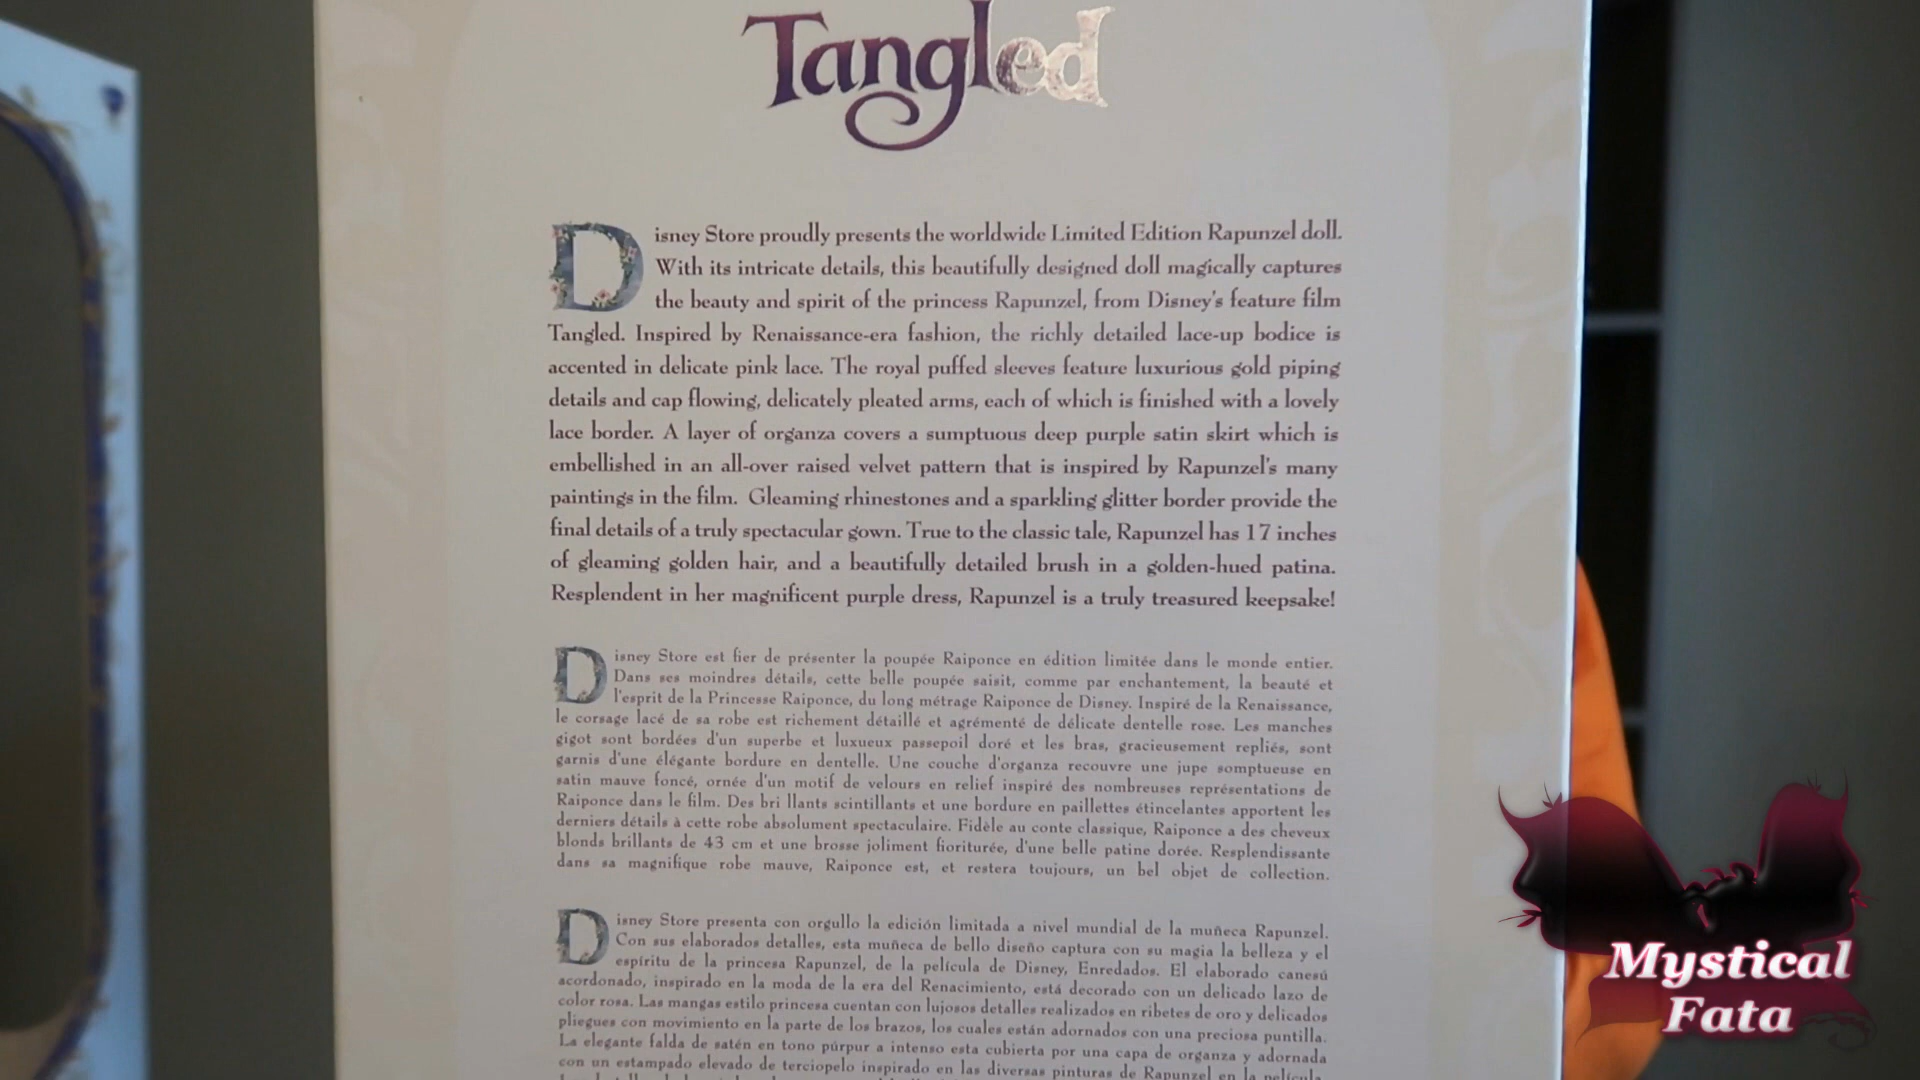 Tangled
Disney Store proudly presents the worldwide Limited Edition Rapunzel doll.
With its intricate details, this beautifully designed doll magically captures
the beauty and spirit of the princess Rapunzel, from Disney's feature film
Tangled. Inspired by Renaissance-era fashion, the richly detailed lace-up bodice is
accented in delicate pink lace. The royal puffed sleeves feature luxurious gold piping
details and cap flowing, delicately pleated arms, each of which is finished with a lovely
lace border. A layer of organza covers a sumptuous deep purple satin skirt which is
embellished in an all-over raised velvet pattern that is inspired by Rapunzel's many
paintings in the film. Gleaming rhinestones and a sparkling glitter border provide the
final details of a truly spectacular gown. True to the classic tale, Rapunzel has 17 inches
of gleaming golden hair, and a beautifully detailed brush in a golden-hued patina.
Resplendent in her magnificent purple dress, Rapunzel is a truly treasured keepsake!
Disney Store est fier de présenter la poupée Raiponce en édition limitée dans le monde entier.
Dans ses moindres détails, cette belle poupée saisit, comme par enchantement, la beauté et
l'esprit de la Princesse Raiponce, du long métrage Raiponce de Disney. Inspiré de la Renaissance,
le corsage lacé de sa robe est richement détaillé et agrémenté de délicate dentelle rose. Les manches
gigot sont bordées d'un superbe et luxueux passepoil doré et les bras, gracieusement repliés, sont
garnis d'une élégante bordure en dentelle. Une couche d'organza recouvre une jupe somptueuse en
satin mauve foncé, ornée d'un motif de velours en relief inspiré des nombreuses représentations de
Raiponce dans le film. Des bri llants scintillants et une bordure en paillettes étincelantes apportent les
derniers détails à cette robe absolument spectaculaire. Fidèle au conte classique, Raiponce a des cheveux
blonds brillants de 43 cm et une brosse joliment fioriturée, d'une belle patine dorée. Resplendissante
dans sa magnifique robe mauve, Raiponce est, et restera toujours, un bel objet de collection.
Disney Store presenta con orgullo la edición limitada a nivel mundial de la muñeca Rapunzel.
Con sus elaborados detalles, esta muñeca de bello diseño captura con su magia la belleza y el
espíritu de la princesa Rapunzel, de la película de Disney, Enredados. El elaborado canesú
acordonado, inspirado en la moda de la era del Renacimiento, está decorado con un delicado lazo de
color rosa. Las mangas estilo princesa cuentan con lujosos detalles realizados en ribetes de oro y delicados
pliegues con movimiento en la parte de los brazos, los cuales están adornados con una preciosa puntilla.
La elegante falda de satén en tono púrpur a intenso esta cubierta por una capa de organza y adornada
con un estampado elevado de terciopelo inspirado en las diversas pinturas de Rapunzel en la película.
Mystical
Fata